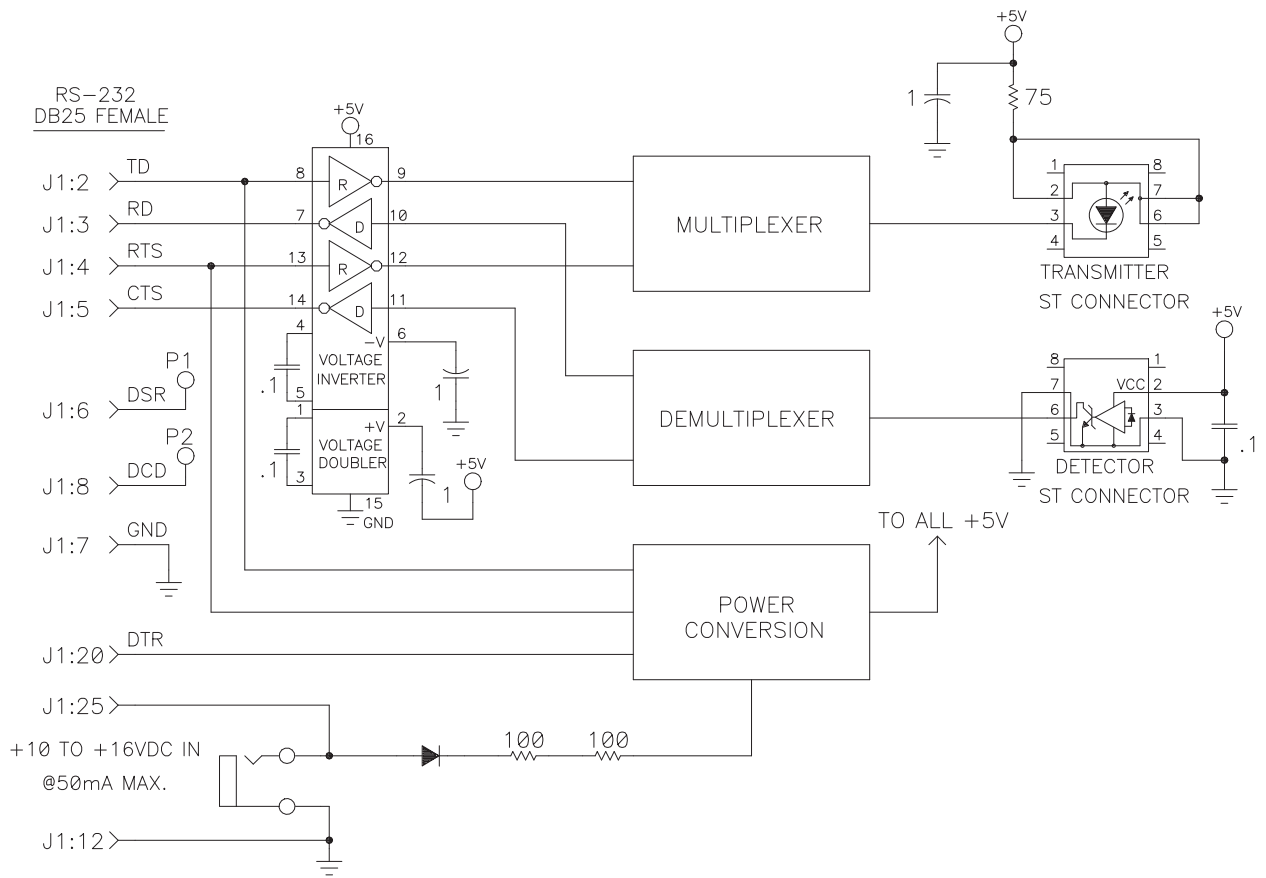 RS-232
DB25 FEMALE
J1:2 TD
J1:3 RD
J1:4 RTS
J1:5 CTS
J1:6 DSR P1
J1:8 DCD P2
J1:7 GND
J1:20 DTR
J1:25
+10 TO +16VDC IN
@50mA MAX.
J1:12
+5V
16
8 R 9
7 D 10
13 R 12
14 D 11
4
-V 6
VOLTAGE
INVERTER
.1
5
1
1
+V 2
VOLTAGE
DOUBLER
.1
3
1
+5V
15
GND
MULTIPLEXER
DEMULTIPLEXER
POWER
CONVERSION
TO ALL +5V
100 100
+5V
1
75
1 8
2 7
3 6
4 5
TRANSMITTER
ST CONNECTOR
+5V
8 1
7 VCC 2
6 3
5 4
.1
DETECTOR
ST CONNECTOR